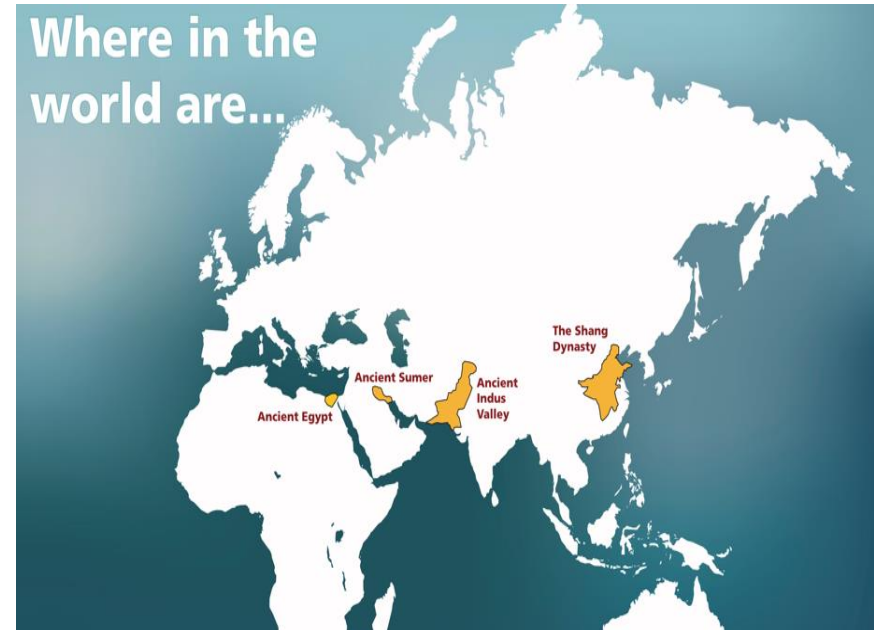 Where in the
world are...
The Shang
Dynasty
Ancient Sumer
Ancient
Indus
Valley
Ancient Egypt